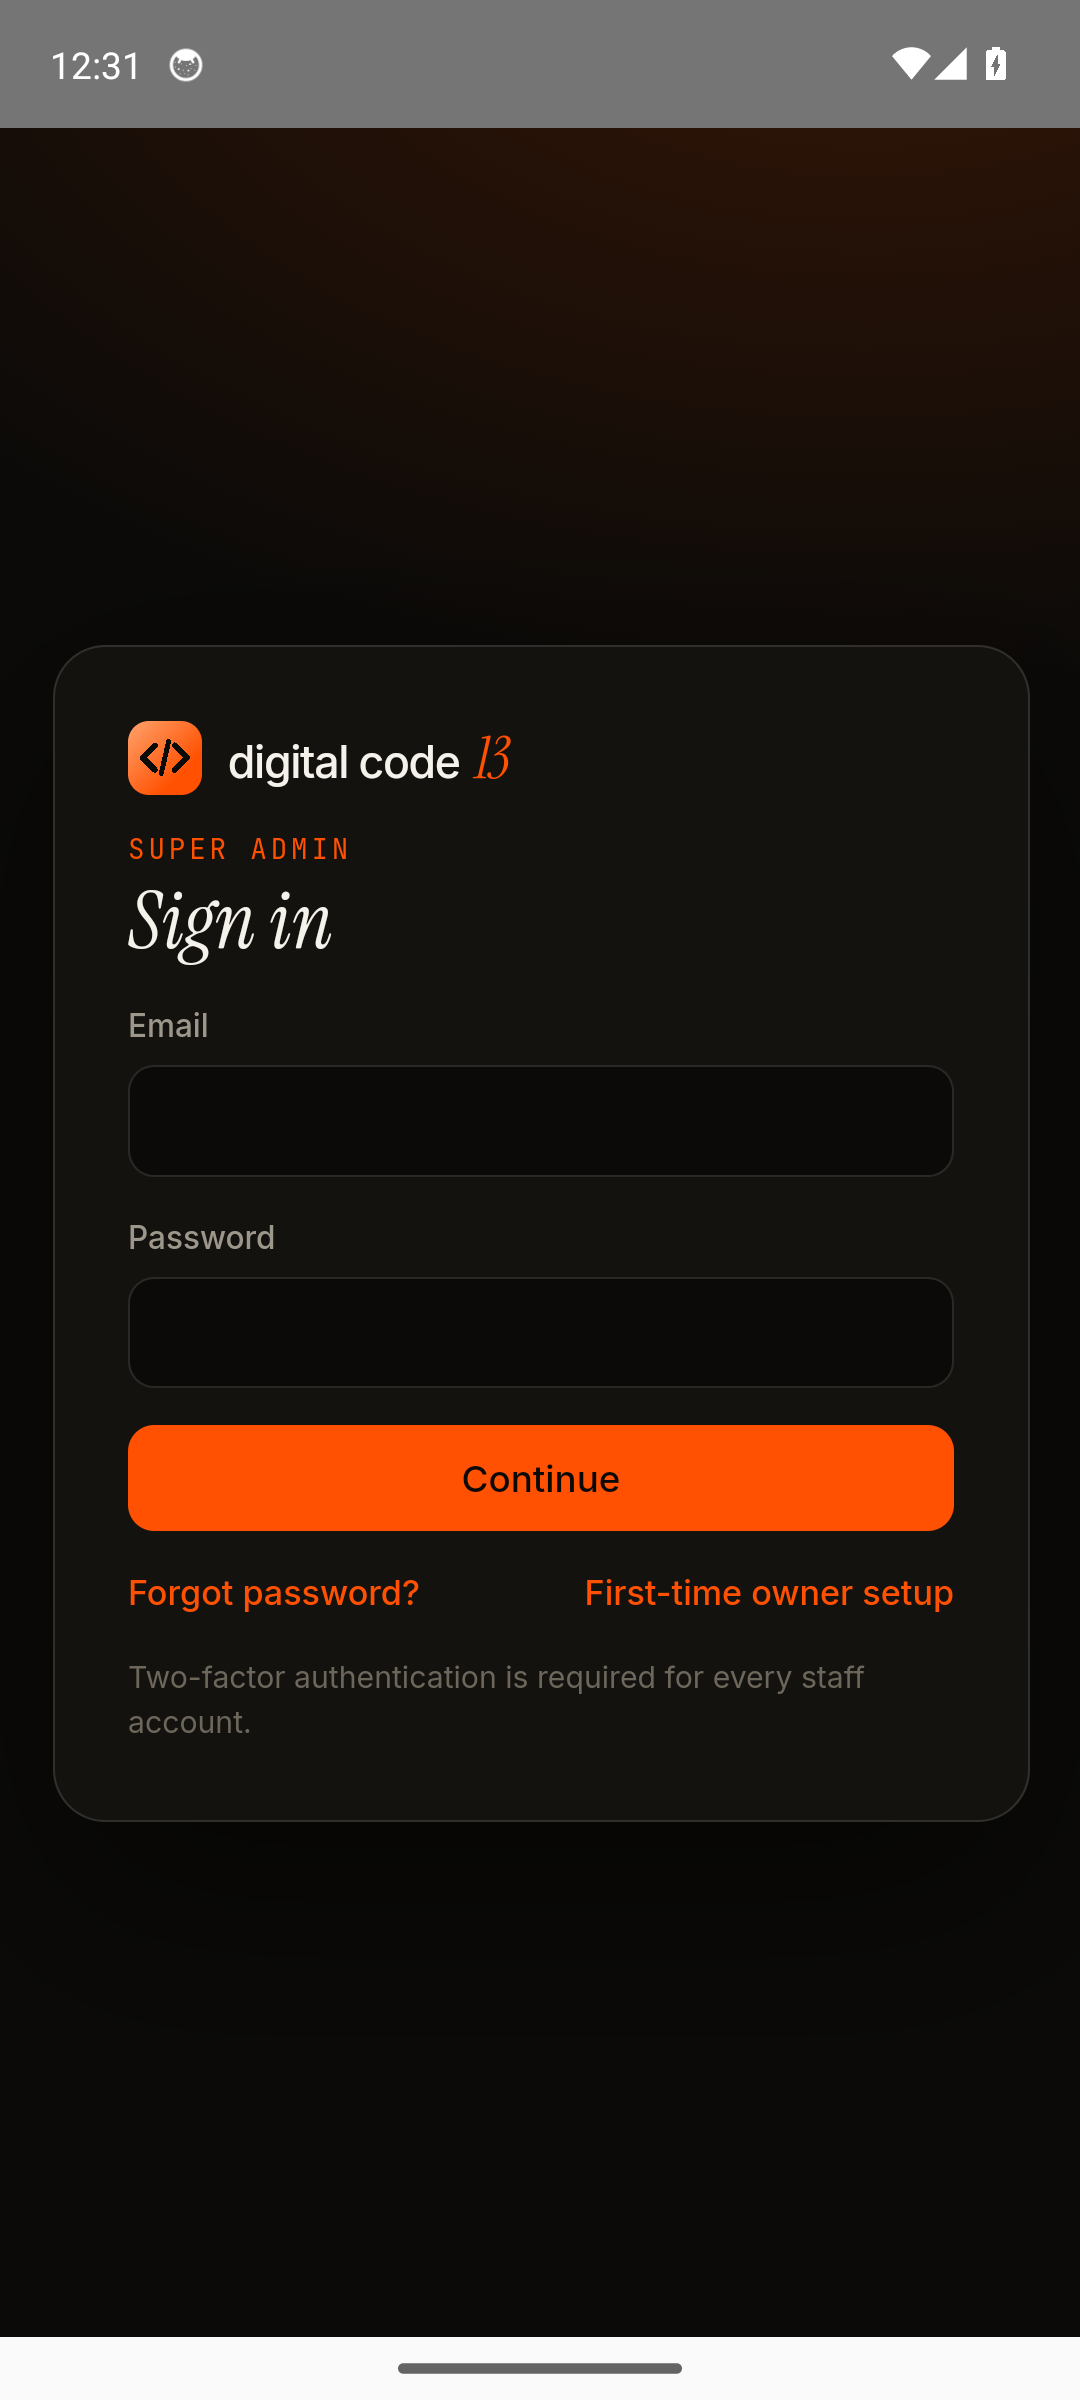 12:31
digital code 13
SUPER ADMIN
Sign in
Email
Password
Continue
Forgot password?
First-time owner setup
Two-factor authentication is required for every staff
account.